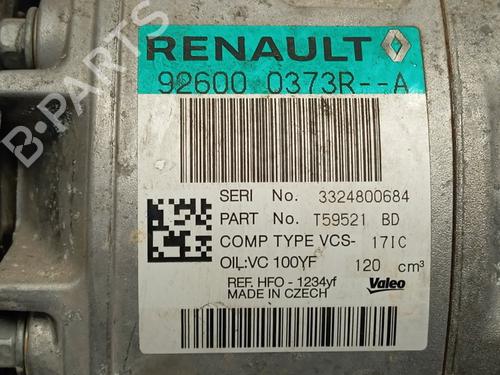 RENAULT
92600 0373R--A
SERI No. 3324800684
PART No. T59521 BD
COMP TYPE VCS- 17IC
OIL:VC 100YF 120 cm³
REF. HFO - 1234yf
MADE IN CZECH
Valeo
B-PARTS